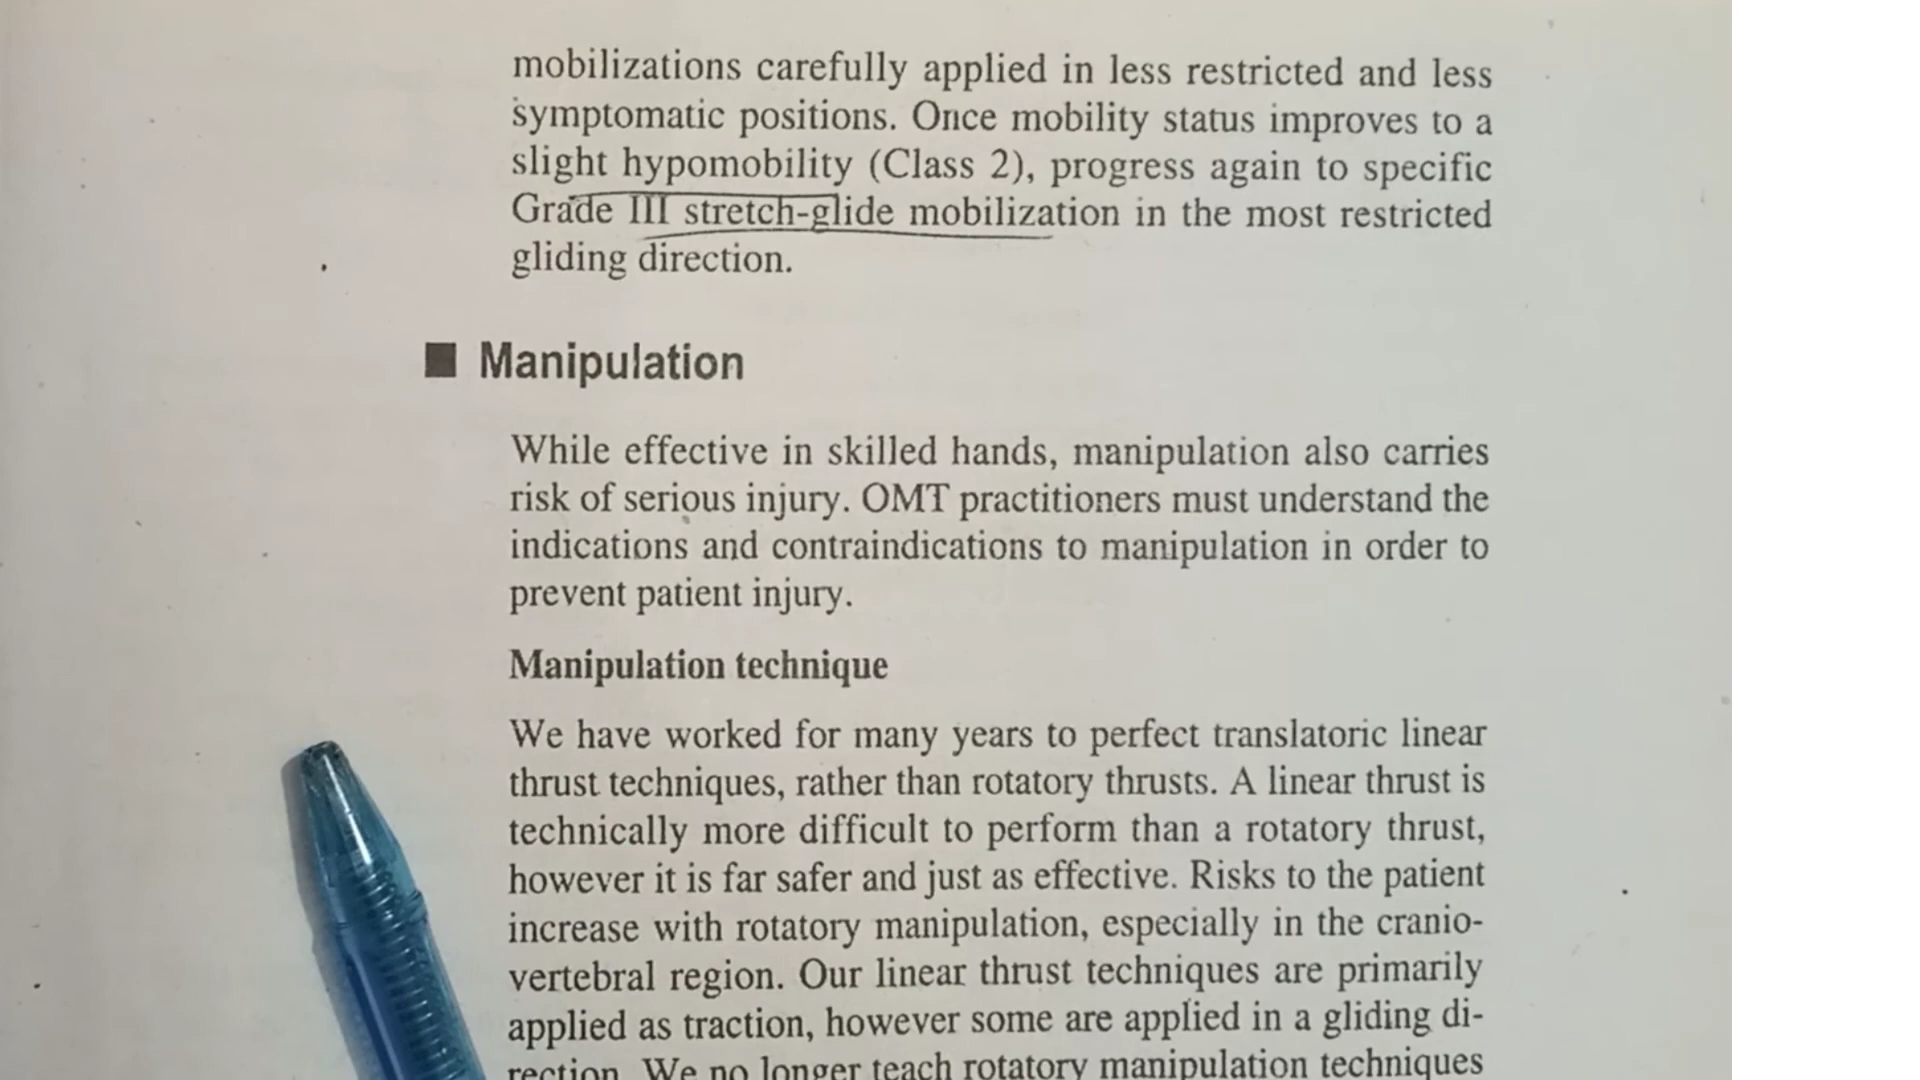 mobilizations carefully applied in less restricted and less
symptomatic positions. Once mobility status improves to a
slight hypomobility (Class 2), progress again to specific
Grade III stretch-glide mobilization in the most restricted
gliding direction.
Manipulation
While effective in skilled hands, manipulation also carries
risk of serious injury. OMT practitioners must understand the
indications and contraindications to manipulation in order to
prevent patient injury.
Manipulation technique
We have worked for many years to perfect translatoric linear
thrust techniques, rather than rotatory thrusts. A linear thrust is
technically more difficult to perform than a rotatory thrust,
however it is far safer and just as effective. Risks to the patient
increase with rotatory manipulation, especially in the cranio-
vertebral region. Our linear thrust techniques are primarily
applied as traction, however some are applied in a gliding di-
rection. We no longer teach rotatory manipulation techniques